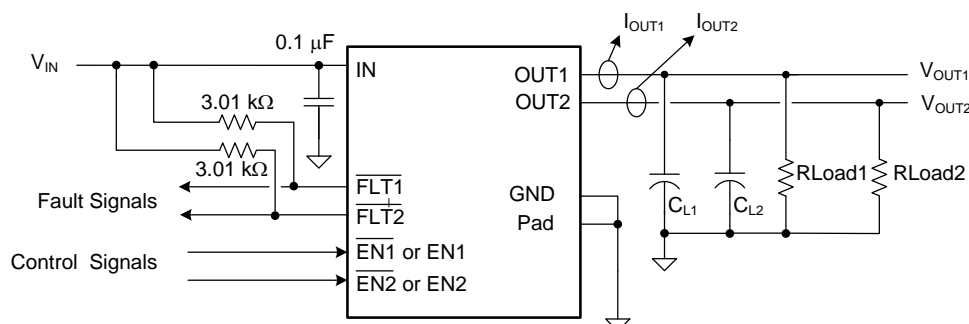 I_OUT1
I_OUT2
0.1 μF
V_IN
IN
OUT1
V_OUT1
OUT2
V_OUT2
3.01 kΩ
3.01 kΩ
RLoad1
RLoad2
Fault Signals
FLT1
FLT2
GND
C_L1
C_L2
Pad
Control Signals
EN1 or EN1
EN2 or EN2